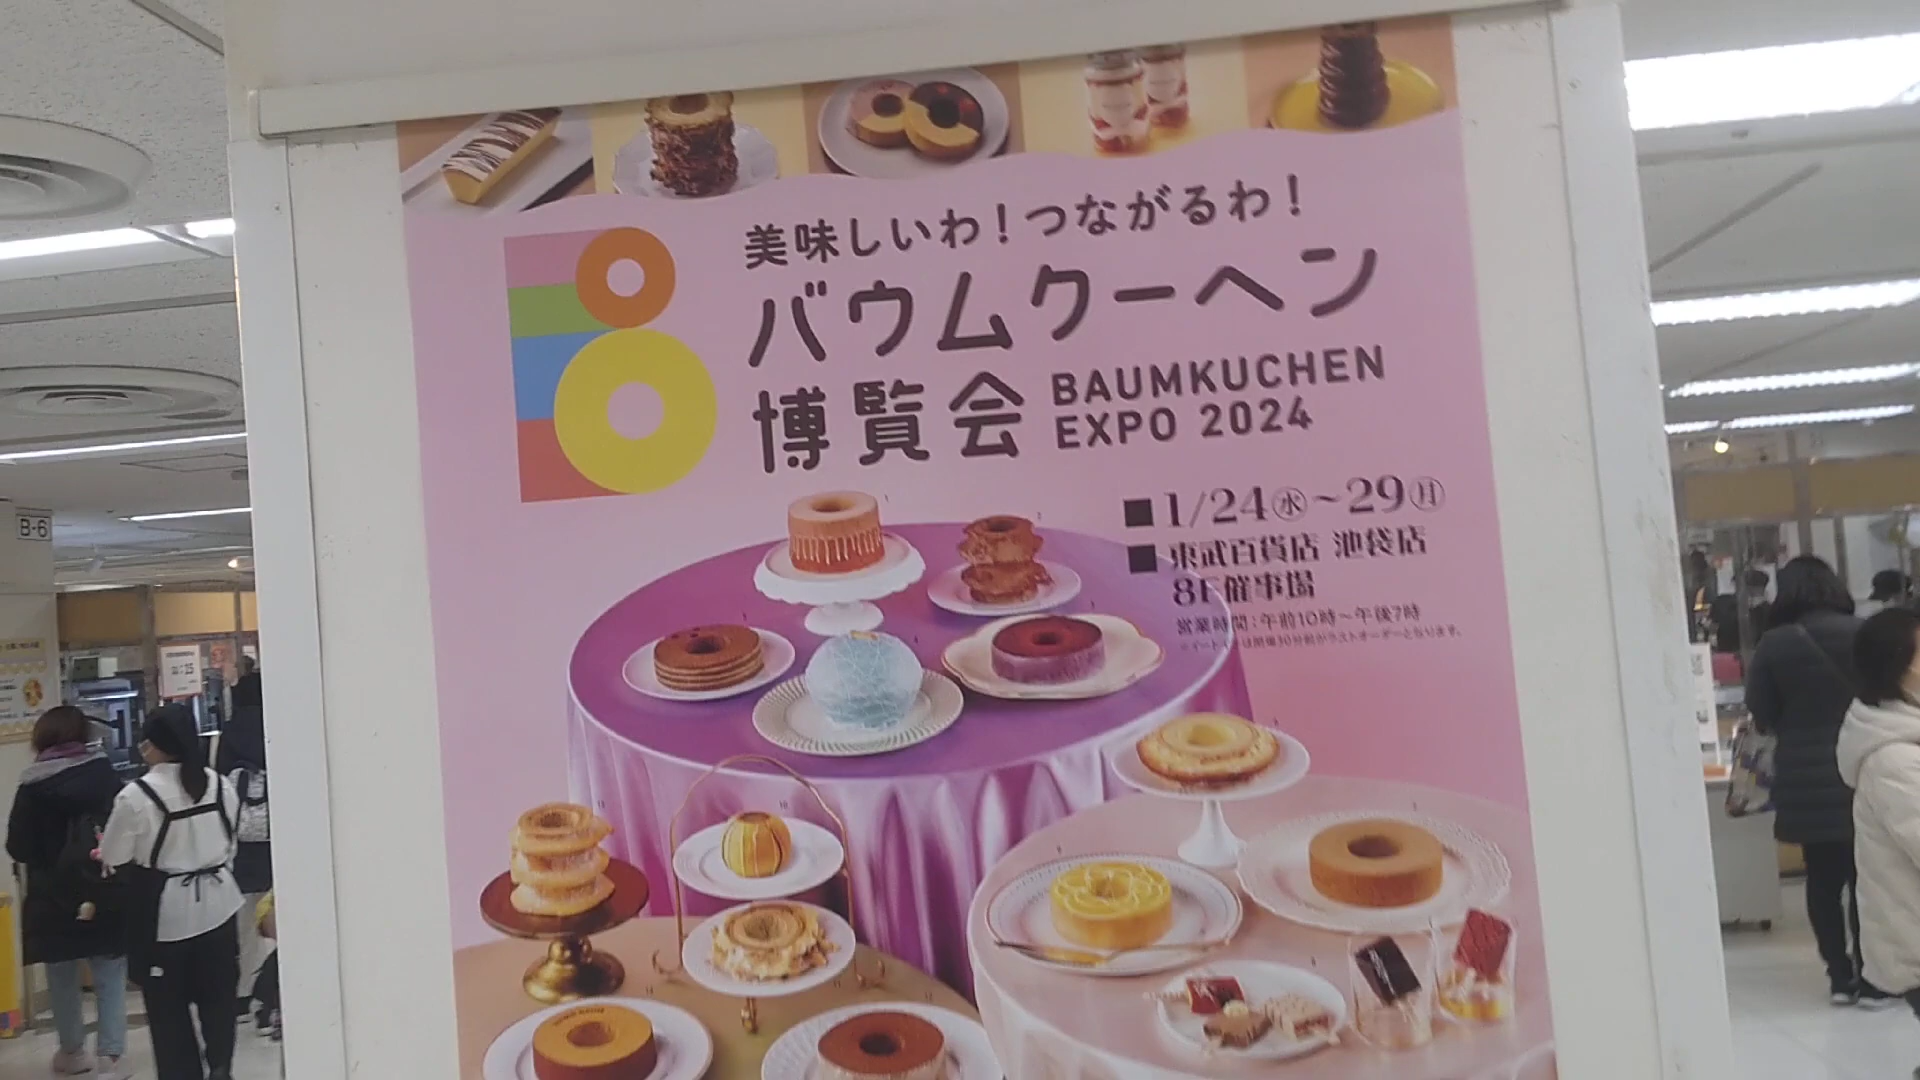 美味しいわ!つながるわ!
バウムクーヘン
博覧会
BAUMKUCHEN
EXPO 2024
■1/24㊌~29㊊
■東武百貨店 池袋店
8F催事場
営業時間:午前10時~午後7時
B-6